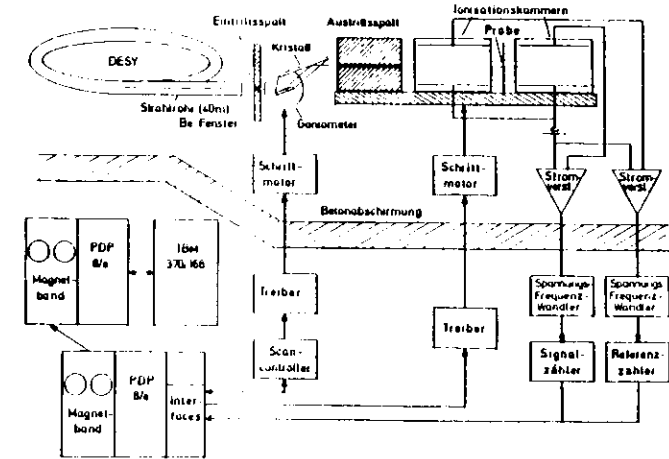 Ionisationskammern
Eintrittsspalt
Austrittsspalt
Probe
DESY
Kristall
Strahlrohr (40m)
Be Fenster
Goniometer
Schritt-
motor
Schritt-
motor
Strom-
verst.
Strom-
verst.
Betonabschirmung
PDP
8/e
Magnet-
band
IBM
370/168
Treiber
Treiber
Spannungs
Frequenz-
Wandler
Spannungs
Frequenz-
Wandler
Scan-
controller
Signal-
zähler
Referenz-
zähler
PDP
8/e
Magnet-
band
Inter-
faces